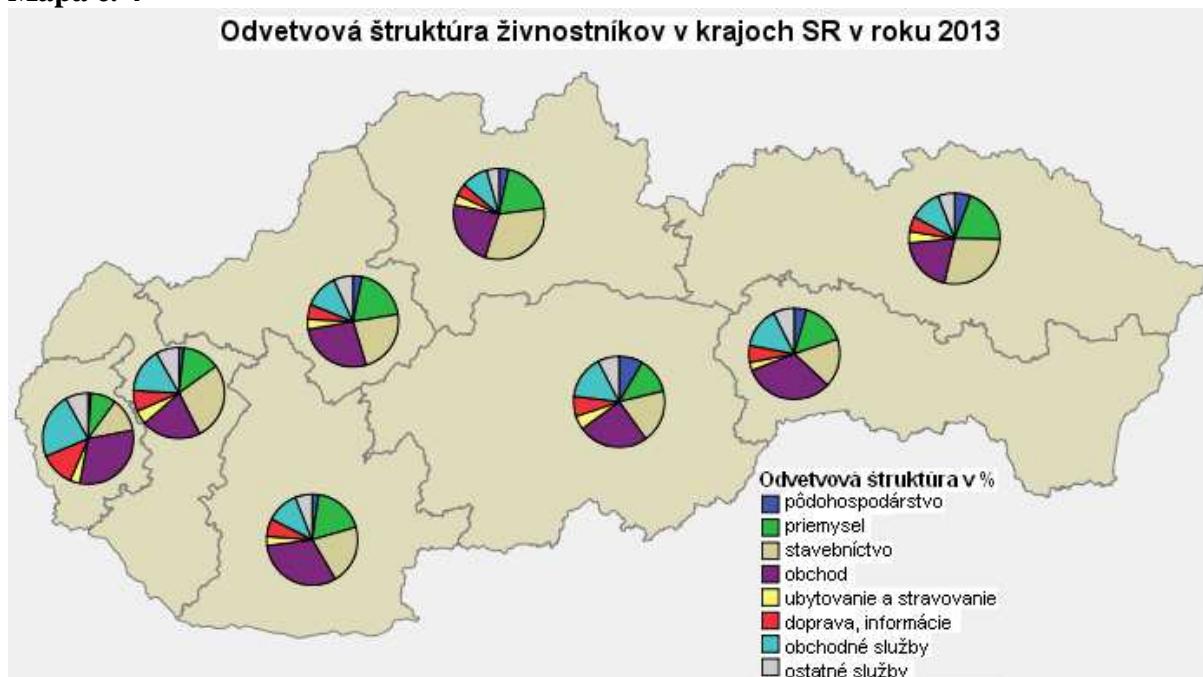 Odvetvová štruktúra živnostníkov v krajoch SR v roku 2013
Odvetvová štruktúra v %
pôdohospodárstvo
priemysel
stavebníctvo
obchod
ubytovanie a stravovanie
doprava, informácie
obchodné služby
ostatné služby